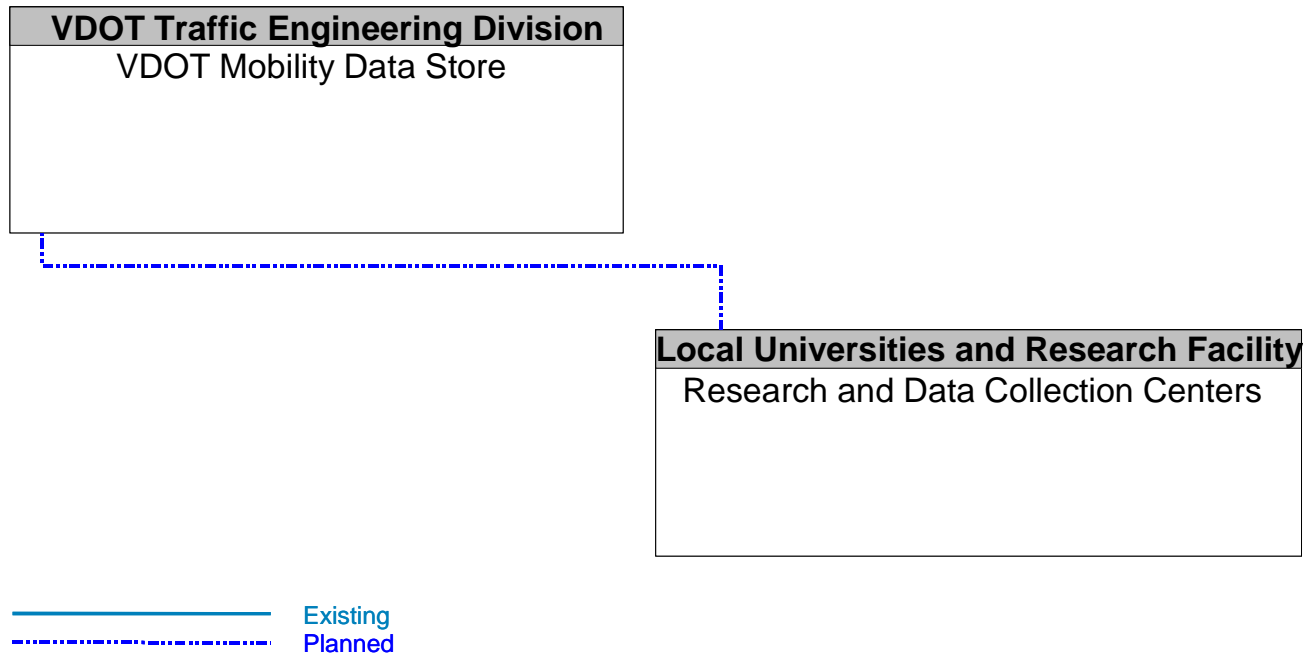 VDOT Traffic Engineering Division
VDOT Mobility Data Store
Local Universities and Research Facility
Research and Data Collection Centers
Existing
Planned